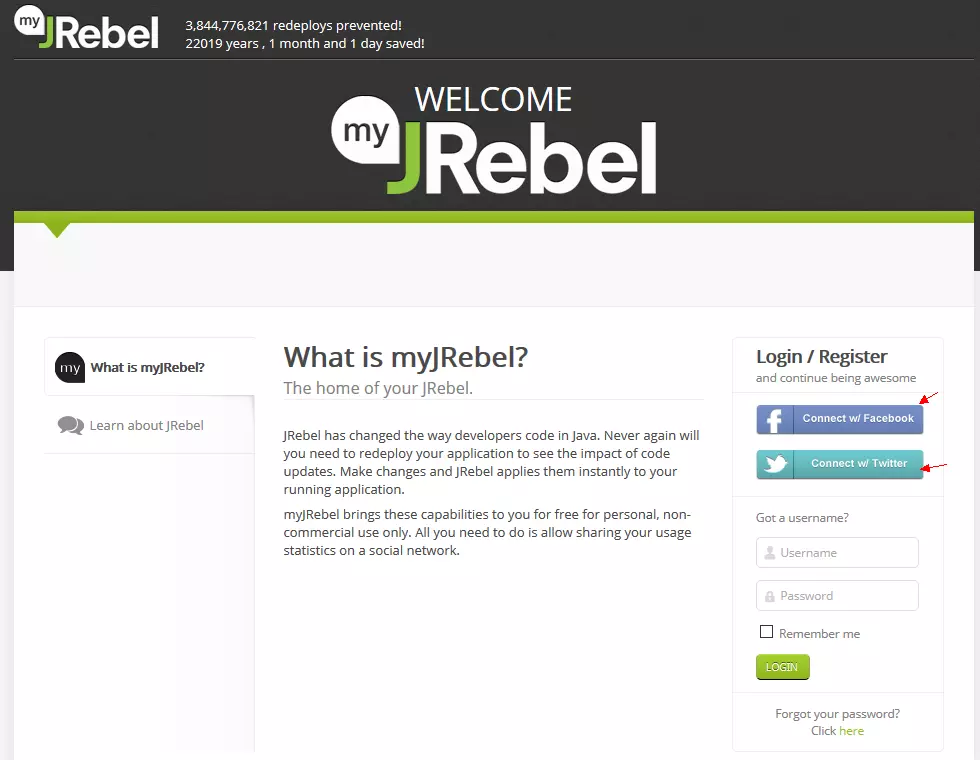 my JRebel
3,844,776,821 redeploys prevented!
22019 years , 1 month and 1 day saved!
WELCOME
my JRebel
my What is myJRebel?
Learn about JRebel
What is myJRebel?
The home of your JRebel.
JRebel has changed the way developers code in Java. Never again will
you need to redeploy your application to see the impact of code
updates. Make changes and JRebel applies them instantly to your
running application.
myJRebel brings these capabilities to you for free for personal, non-
commercial use only. All you need to do is allow sharing your usage
statistics on a social network.
Login / Register
and continue being awesome
f Connect w/ Facebook
Connect w/ Twitter
Got a username?
Username
Password
Remember me
LOGIN
Forgot your password?
Click here